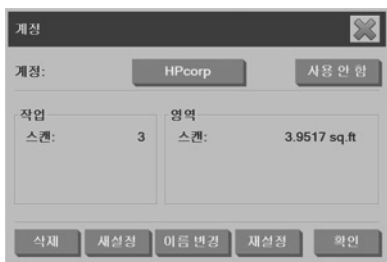 계정
계정: HPcorp 사용 안 함
작업 영역
스캔: 3 스캔: 3.9517 sq.ft
삭제 새설정 이름 변경 재설정 확인